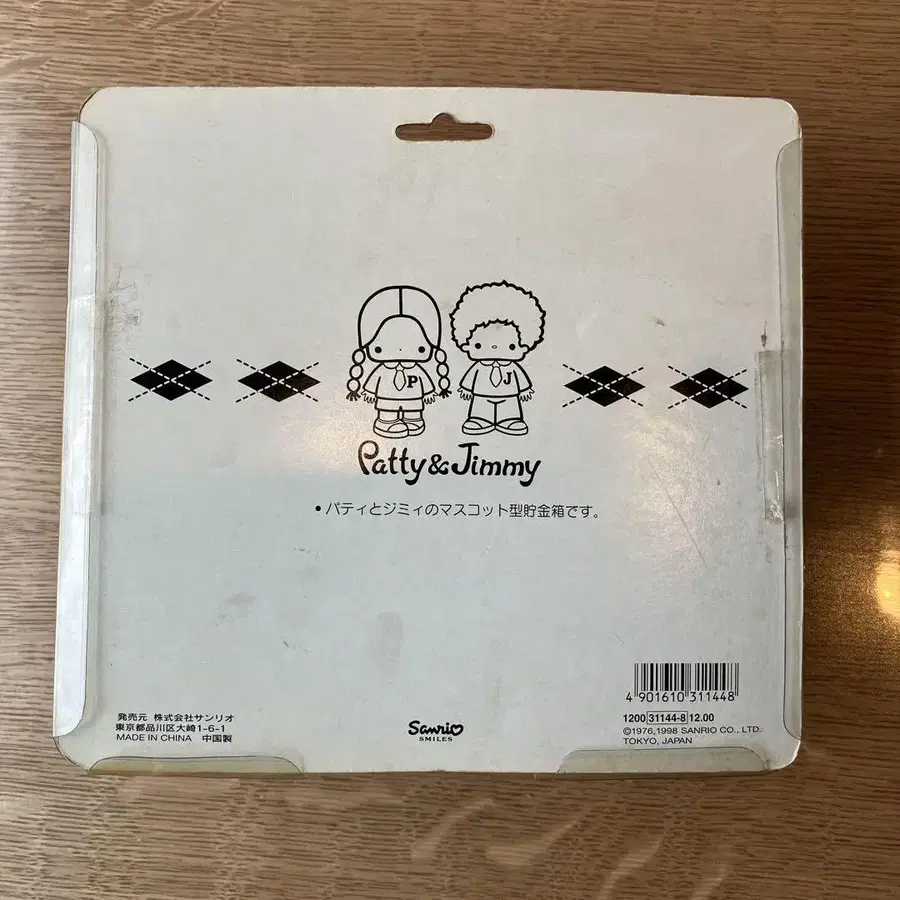 P
J
Patty&Jimmy
・パティとジミィのマスコット型貯金箱です。
4 901610 311448
1200 31144-8 12.00
©1976,1998 SANRIO CO., LTD.
TOKYO, JAPAN
発売元 株式会社サンリオ
東京都品川区大崎1-6-1
MADE IN CHINA 中国製
Sanrio
SMILES